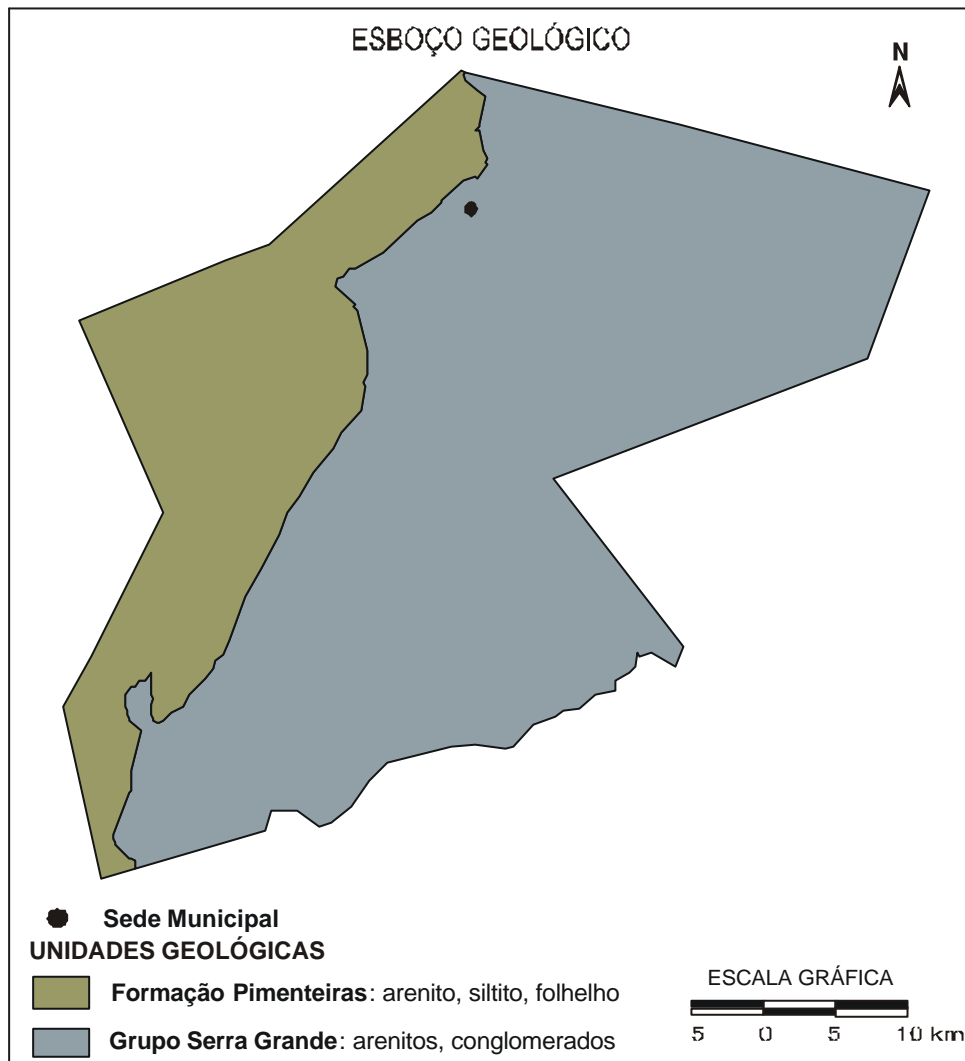 ESBOÇO GEOLÓGICO
N
Sede Municipal
UNIDADES GEOLÓGICAS
Formação Pimenteiras: arenito, siltito, folhelho
Grupo Serra Grande: arenitos, conglomerados
ESCALA GRÁFICA
5 0 5 10 km